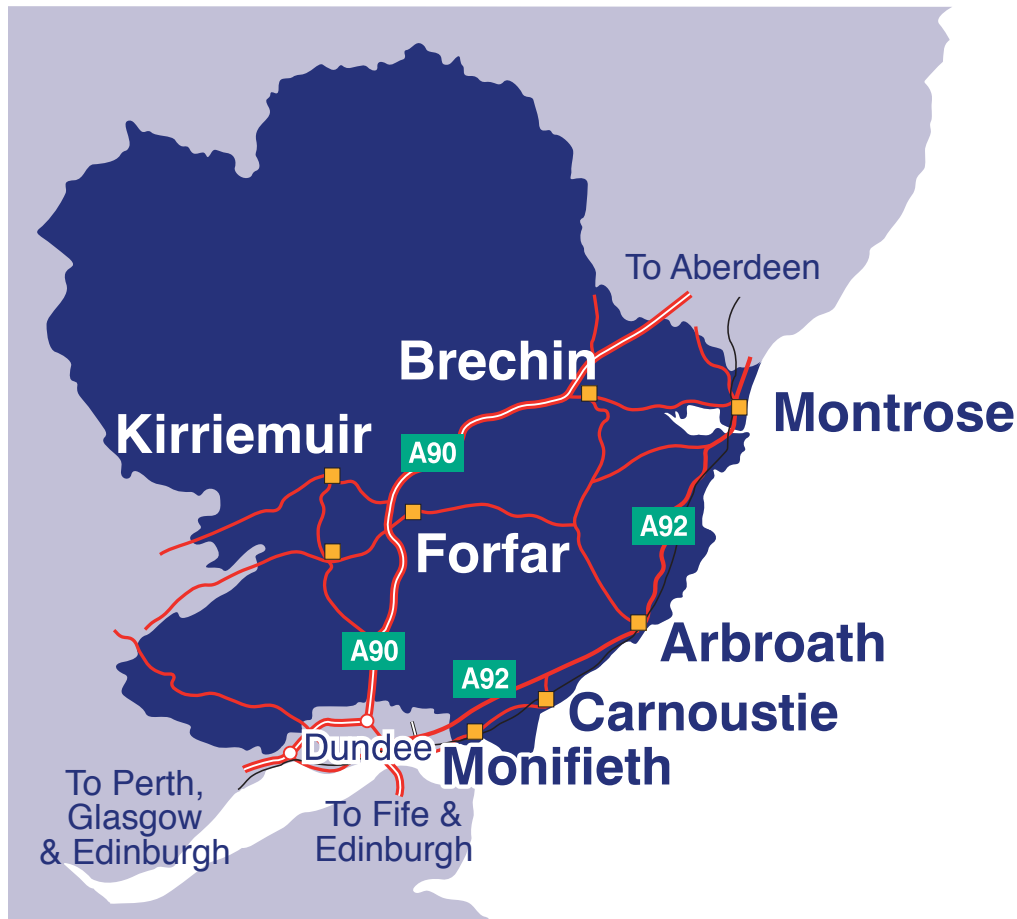 To Aberdeen
Brechin
Montrose
Kirriemuir
A90
A92
Forfar
A90
Arbroath
A92
Carnoustie
Dundee
Monifieth
To Perth,
Glasgow
& Edinburgh
To Fife &
Edinburgh